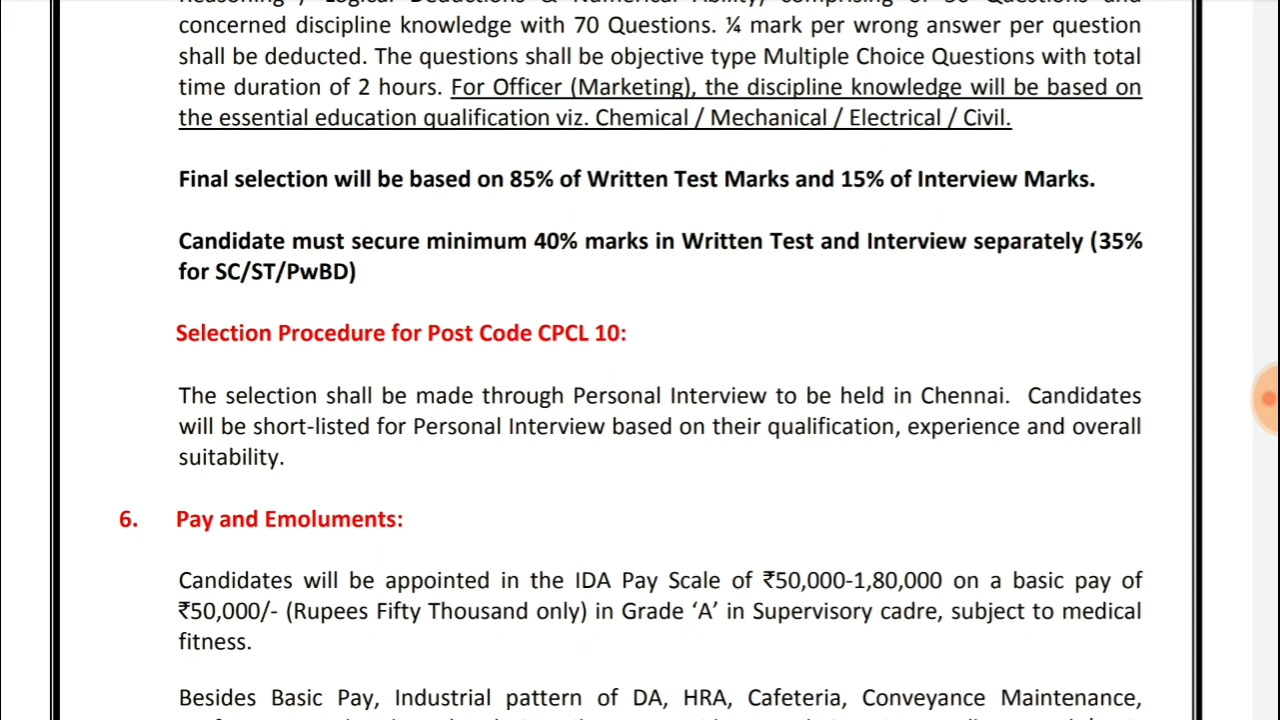 concerned discipline knowledge with 70 Questions. ¼ mark per wrong answer per question
shall be deducted. The questions shall be objective type Multiple Choice Questions with total
time duration of 2 hours. For Officer (Marketing), the discipline knowledge will be based on
the essential education qualification viz. Chemical / Mechanical / Electrical / Civil.
Final selection will be based on 85% of Written Test Marks and 15% of Interview Marks.
Candidate must secure minimum 40% marks in Written Test and Interview separately (35%
for SC/ST/PwBD)
Selection Procedure for Post Code CPCL 10:
The selection shall be made through Personal Interview to be held in Chennai. Candidates
will be short-listed for Personal Interview based on their qualification, experience and overall
suitability.
6. Pay and Emoluments:
Candidates will be appointed in the IDA Pay Scale of ₹50,000-1,80,000 on a basic pay of
₹50,000/- (Rupees Fifty Thousand only) in Grade ‘A’ in Supervisory cadre, subject to medical
fitness.
Besides Basic Pay, Industrial pattern of DA, HRA, Cafeteria, Conveyance Maintenance,